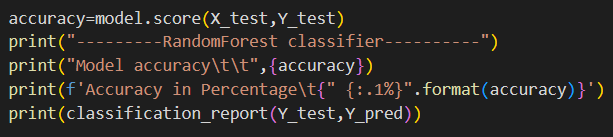 accuracy=model.score(X_test,Y_test)
print("---------RandomForest classifier----------")
print("Model accuracy\t\t",{accuracy})
print(f'Accuracy in Percentage\t{" {:.1%}".format(accuracy)}')
print(classification_report(Y_test,Y_pred))